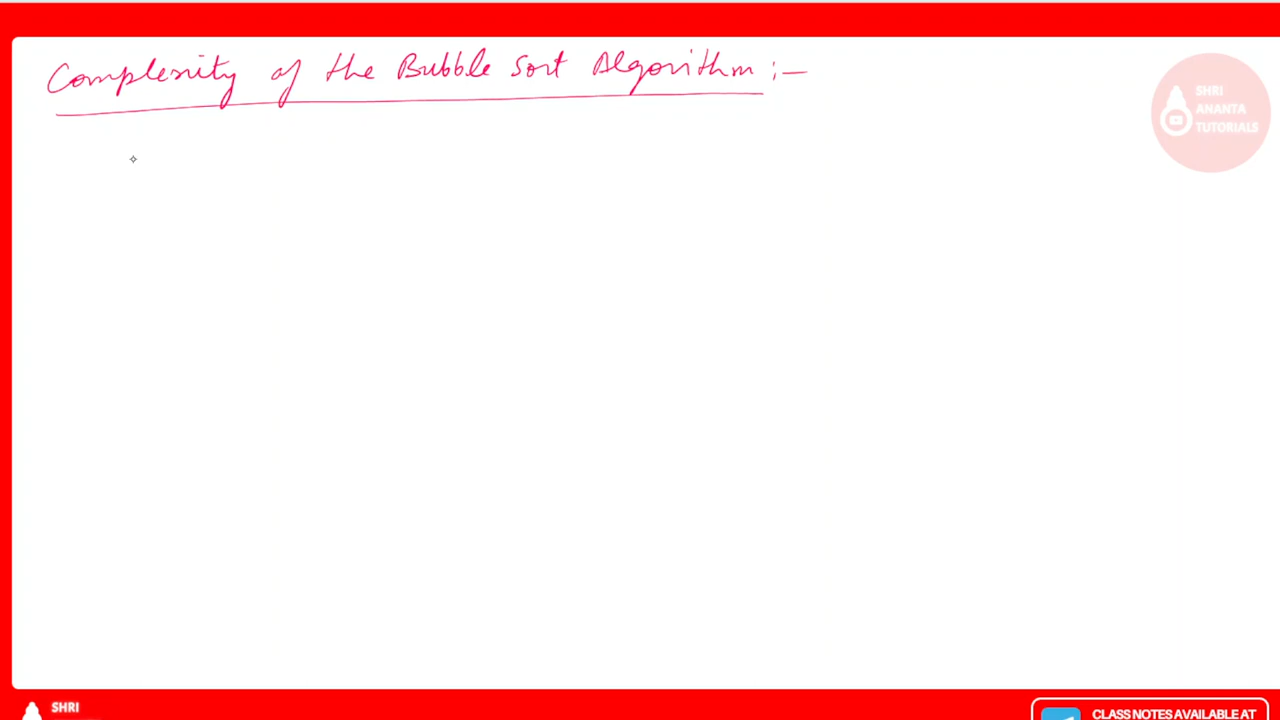 Complexity of the Bubble Sort Algorithm :-
SHRI
ANANTA
TUTORIALS
SHRI
CLASS NOTES AVAILABLE AT